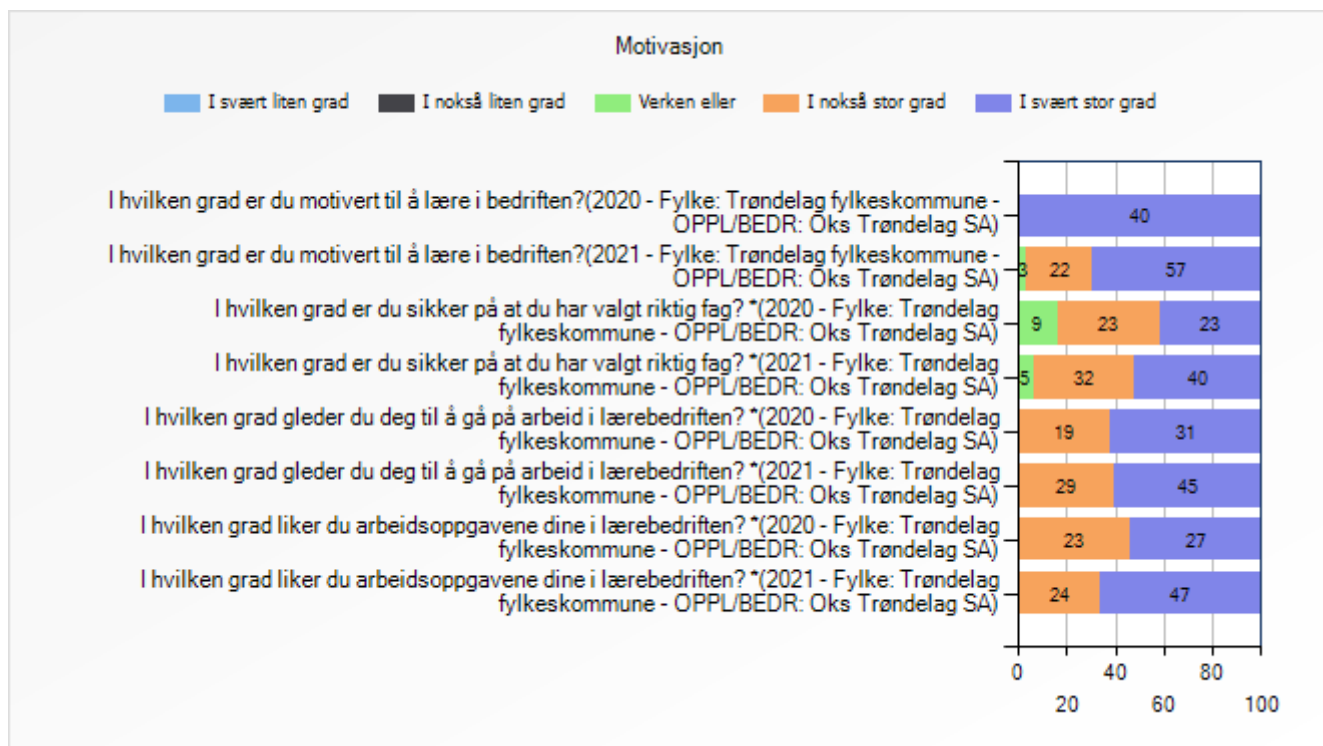 Motivasjon
I svært liten grad
I nokså liten grad
Verken eller
I nokså stor grad
I svært stor grad
I hvilken grad er du motivert til å lære i bedriften?(2020 - Fylke: Trøndelag fylkeskommune -
OPPL/BEDR: Oks Trøndelag SA)
40
I hvilken grad er du motivert til å lære i bedriften?(2021 - Fylke: Trøndelag fylkeskommune -
OPPL/BEDR: Oks Trøndelag SA)
3 22 57
I hvilken grad er du sikker på at du har valgt riktig fag? *(2020 - Fylke: Trøndelag
fylkeskommune - OPPL/BEDR: Oks Trøndelag SA)
9 23 23
I hvilken grad er du sikker på at du har valgt riktig fag? *(2021 - Fylke: Trøndelag
fylkeskommune - OPPL/BEDR: Oks Trøndelag SA)
5 32 40
I hvilken grad gleder du deg til å gå på arbeid i lærebedriften? *(2020 - Fylke: Trøndelag
fylkeskommune - OPPL/BEDR: Oks Trøndelag SA)
19 31
I hvilken grad gleder du deg til å gå på arbeid i lærebedriften? *(2021 - Fylke: Trøndelag
fylkeskommune - OPPL/BEDR: Oks Trøndelag SA)
29 45
I hvilken grad liker du arbeidsoppgavene dine i lærebedriften? *(2020 - Fylke: Trøndelag
fylkeskommune - OPPL/BEDR: Oks Trøndelag SA)
23 27
I hvilken grad liker du arbeidsoppgavene dine i lærebedriften? *(2021 - Fylke: Trøndelag
fylkeskommune - OPPL/BEDR: Oks Trøndelag SA)
24 47
0 40 80
20 60 100